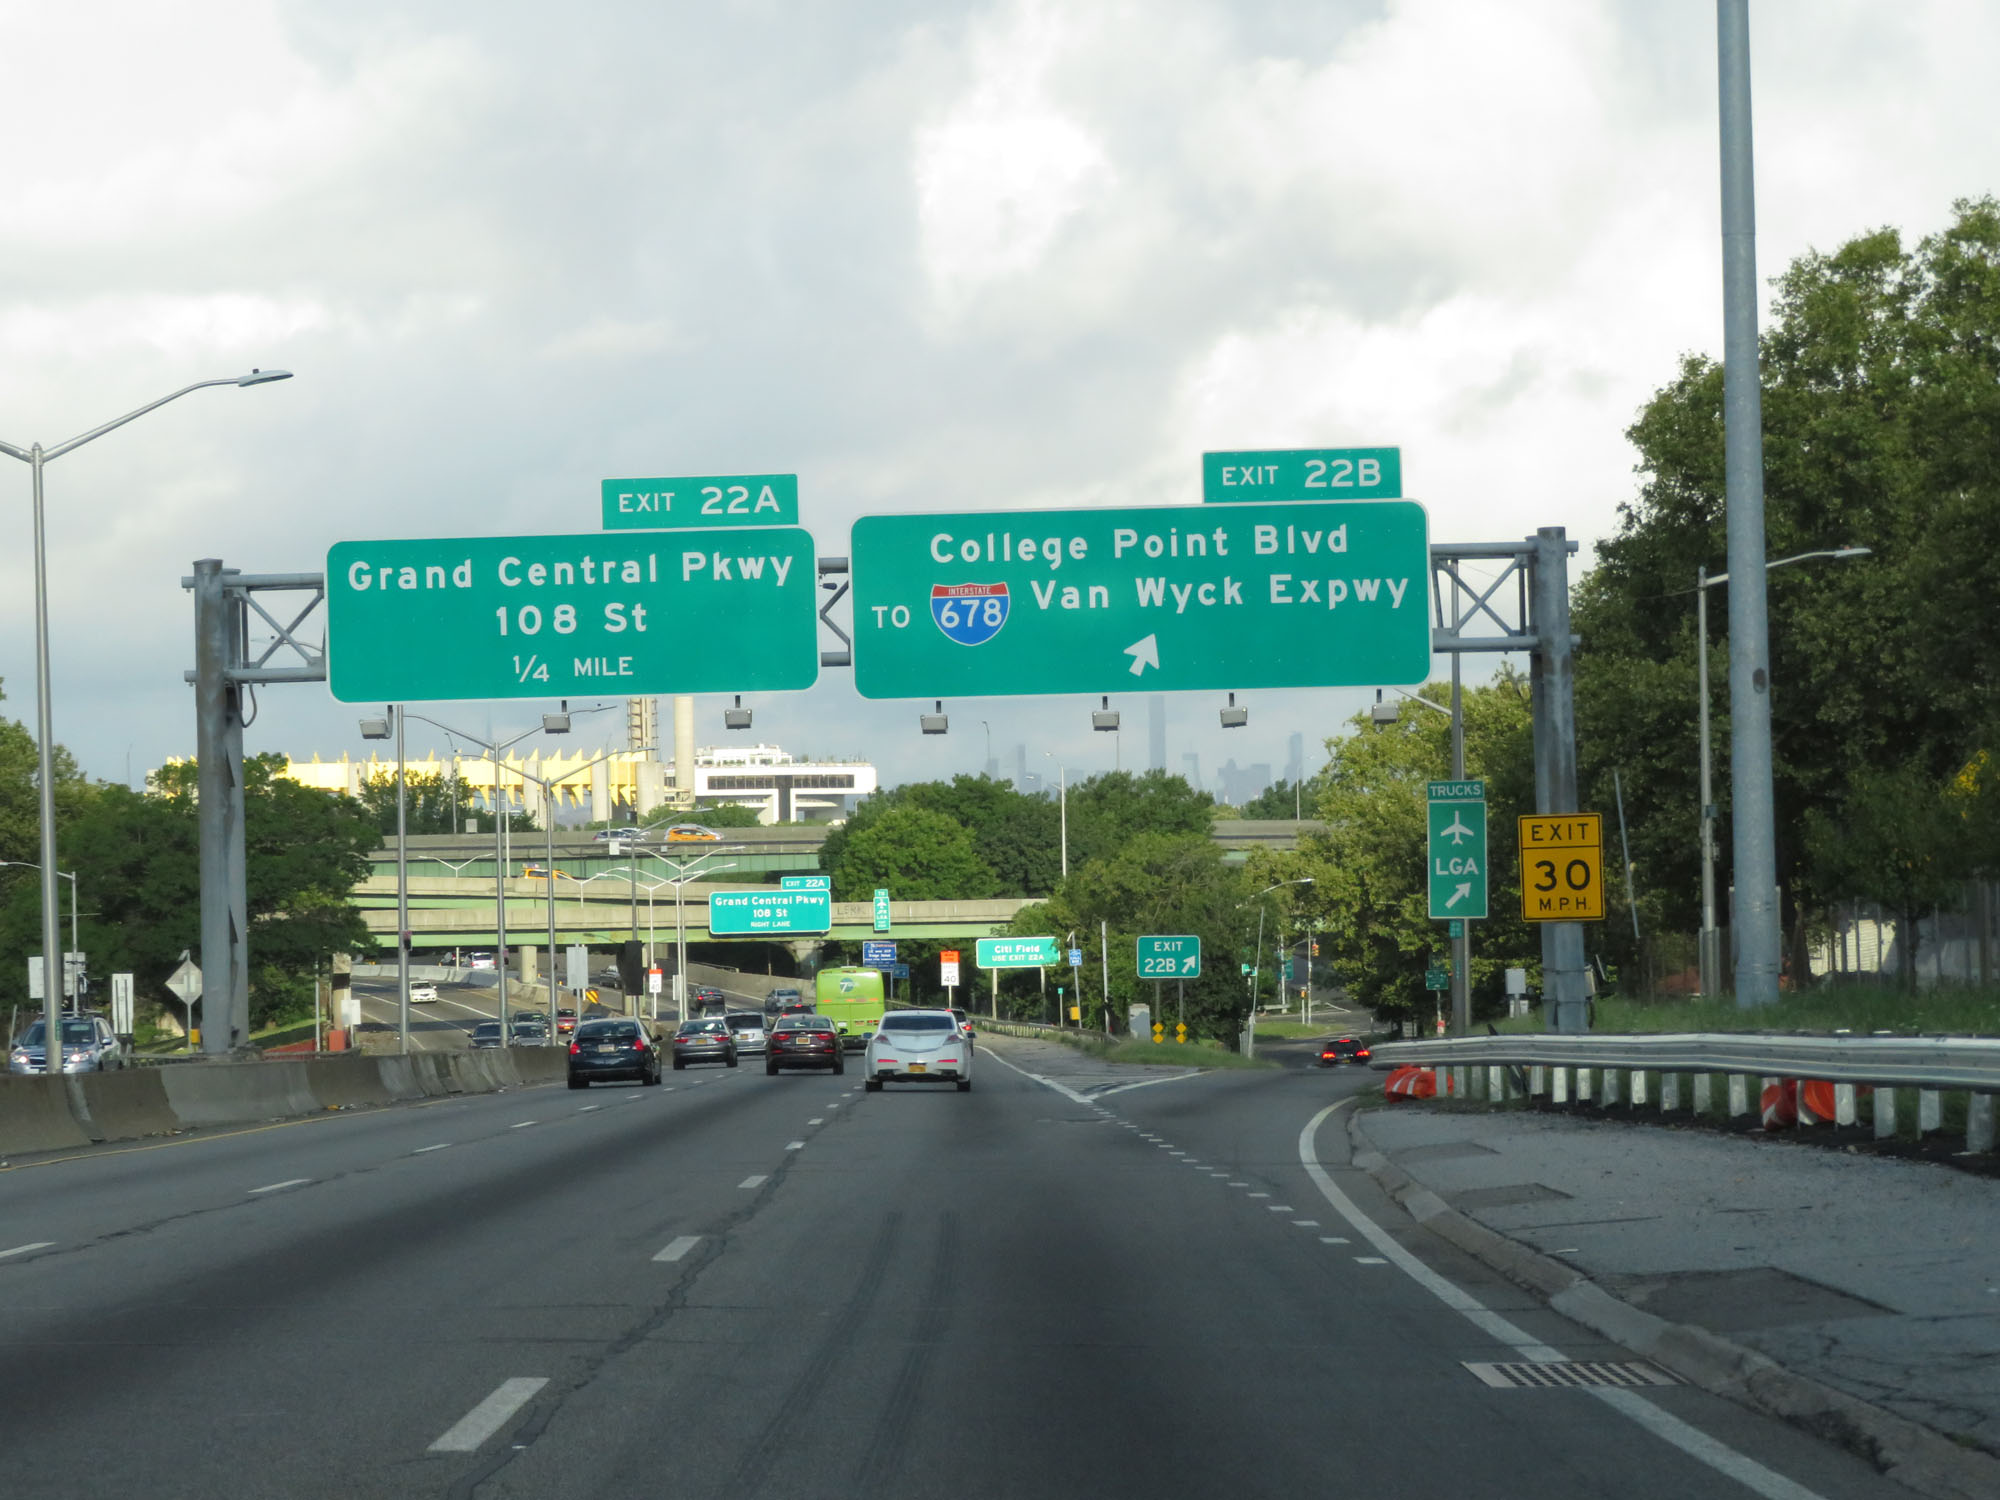 EXIT 22A
Grand Central Pkwy
108 St
1/4 MILE
EXIT 22B
College Point Blvd
TO INTERSTATE 678 Van Wyck Expwy
TRUCKS
LGA
EXIT
30
M.P.H.
EXIT 22A
Grand Central Pkwy
108 St
RIGHT LANE
Citi Field
USE EXIT 22A
EXIT
22B
40